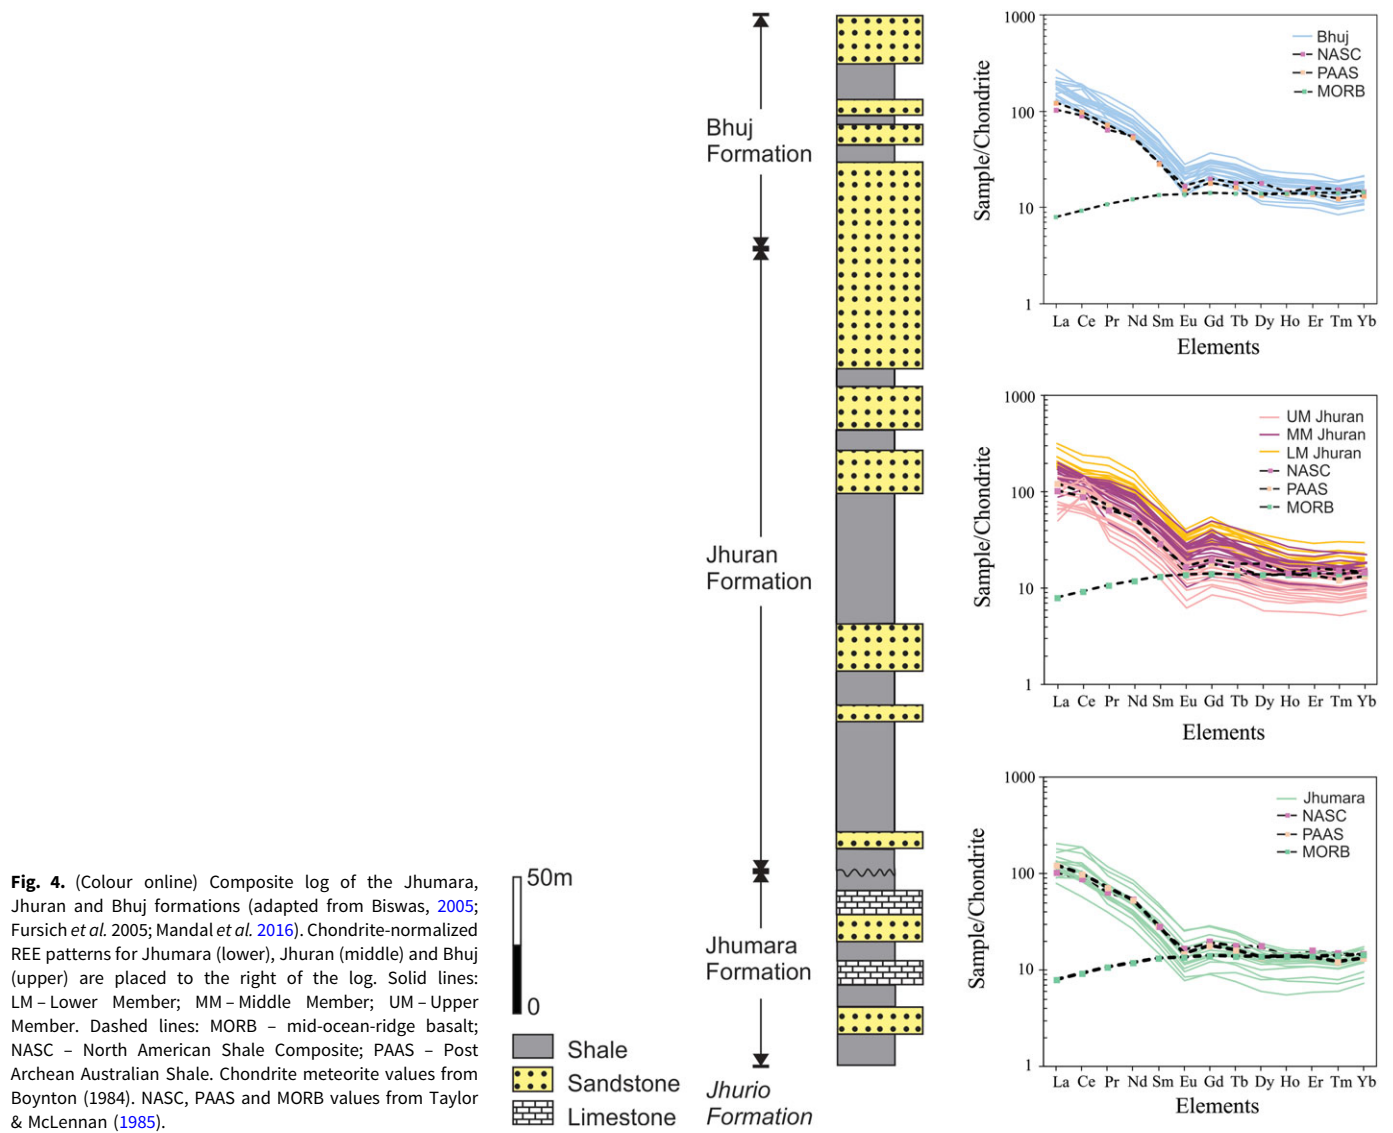 Bhuj
Formation
Jhuran
Formation
Jhumara
Formation
Jhurio
Formation
50m
0
Shale
Sandstone
Limestone
1000
100
10
1
Sample/Chondrite
Bhuj
NASC
PAAS
MORB
La Ce Pr Nd Sm Eu Gd Tb Dy Ho Er Tm Yb
Elements
1000
100
10
1
Sample/Chondrite
UM Jhuran
MM Jhuran
LM Jhuran
NASC
PAAS
MORB
La Ce Pr Nd Sm Eu Gd Tb Dy Ho Er Tm Yb
Elements
1000
100
10
1
Sample/Chondrite
Jhumara
NASC
PAAS
MORB
La Ce Pr Nd Sm Eu Gd Tb Dy Ho Er Tm Yb
Elements
Fig. 4. (Colour online) Composite log of the Jhumara,
Jhuran and Bhuj formations (adapted from Biswas, 2005;
Fursich et al. 2005; Mandal et al. 2016). Chondrite-normalized
REE patterns for Jhumara (lower), Jhuran (middle) and Bhuj
(upper) are placed to the right of the log. Solid lines:
LM – Lower Member; MM – Middle Member; UM – Upper
Member. Dashed lines: MORB – mid-ocean-ridge basalt;
NASC – North American Shale Composite; PAAS – Post
Archean Australian Shale. Chondrite meteorite values from
Boynton (1984). NASC, PAAS and MORB values from Taylor
& McLennan (1985).